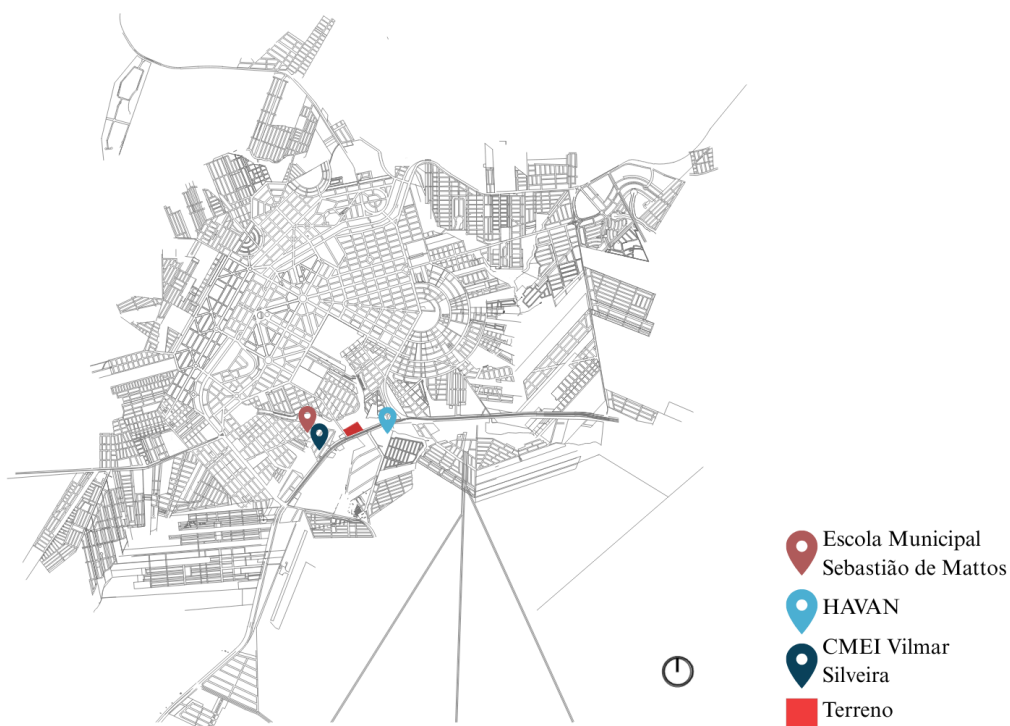 Escola Municipal
Sebastião de Mattos
HAVAN
CMEI Vilmar
Silveira
Terreno